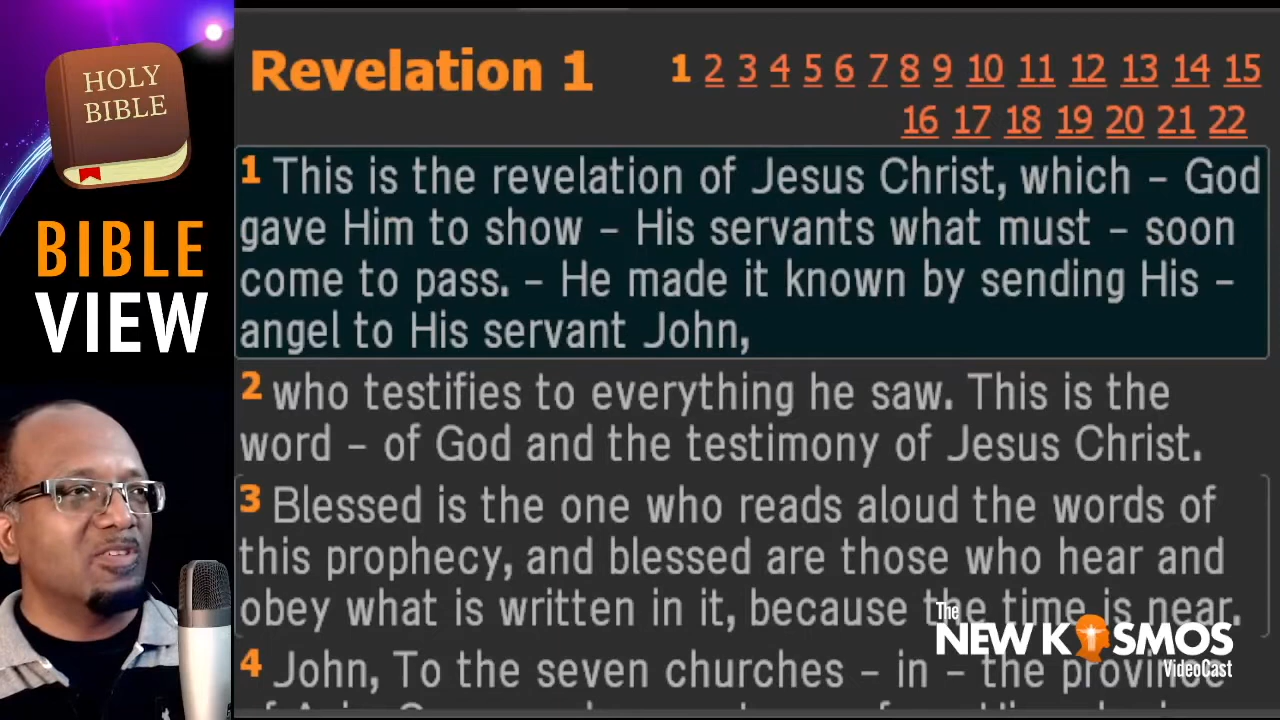 HOLY
BIBLE
BIBLE
VIEW
Revelation 1
1 2 3 4 5 6 7 8 9 10 11 12 13 14 15
16 17 18 19 20 21 22
1 This is the revelation of Jesus Christ, which – God
gave Him to show – His servants what must – soon
come to pass. – He made it known by sending His –
angel to His servant John,
2 who testifies to everything he saw. This is the
word – of God and the testimony of Jesus Christ.
3 Blessed is the one who reads aloud the words of
this prophecy, and blessed are those who hear and
obey what is written in it, because the time is near.
4 John, To the seven churches – in – the province
The
NEW KOSMOS
VideoCast